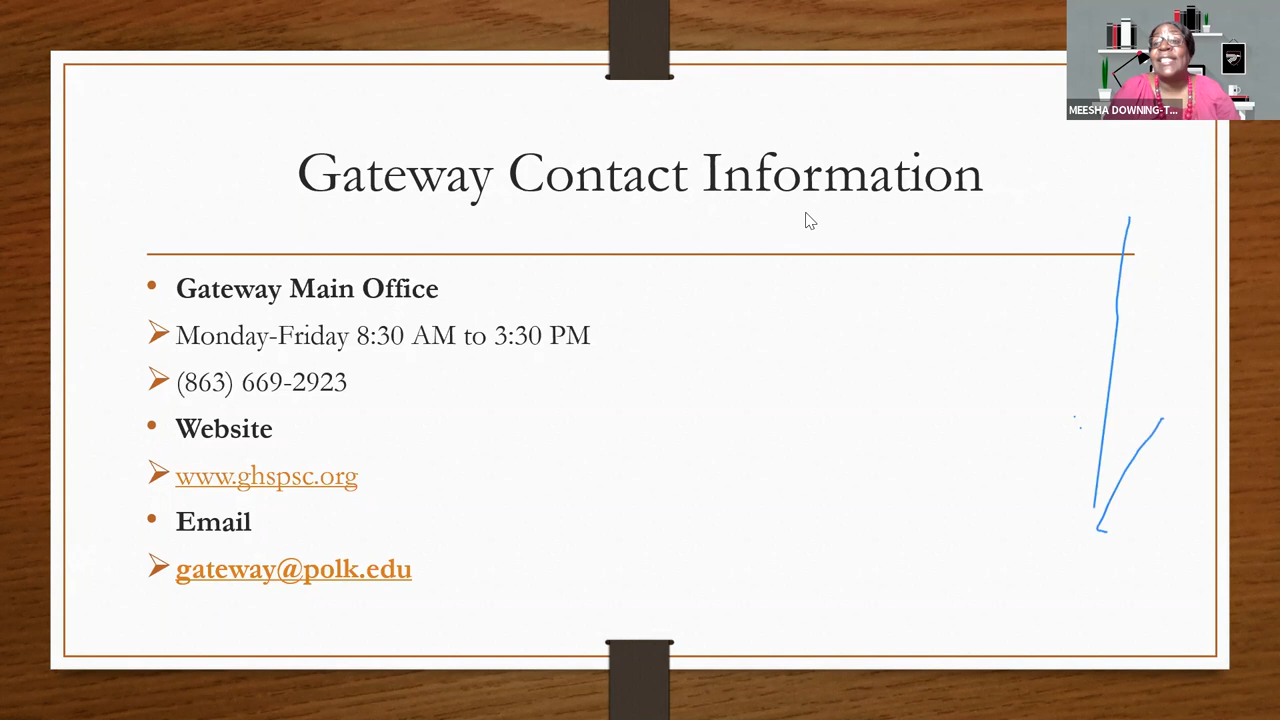 MEESHA DOWNING-T...
Gateway Contact Information
Gateway Main Office
Monday-Friday 8:30 AM to 3:30 PM
(863) 669-2923
Website
www.ghspsc.org
Email
gateway@polk.edu